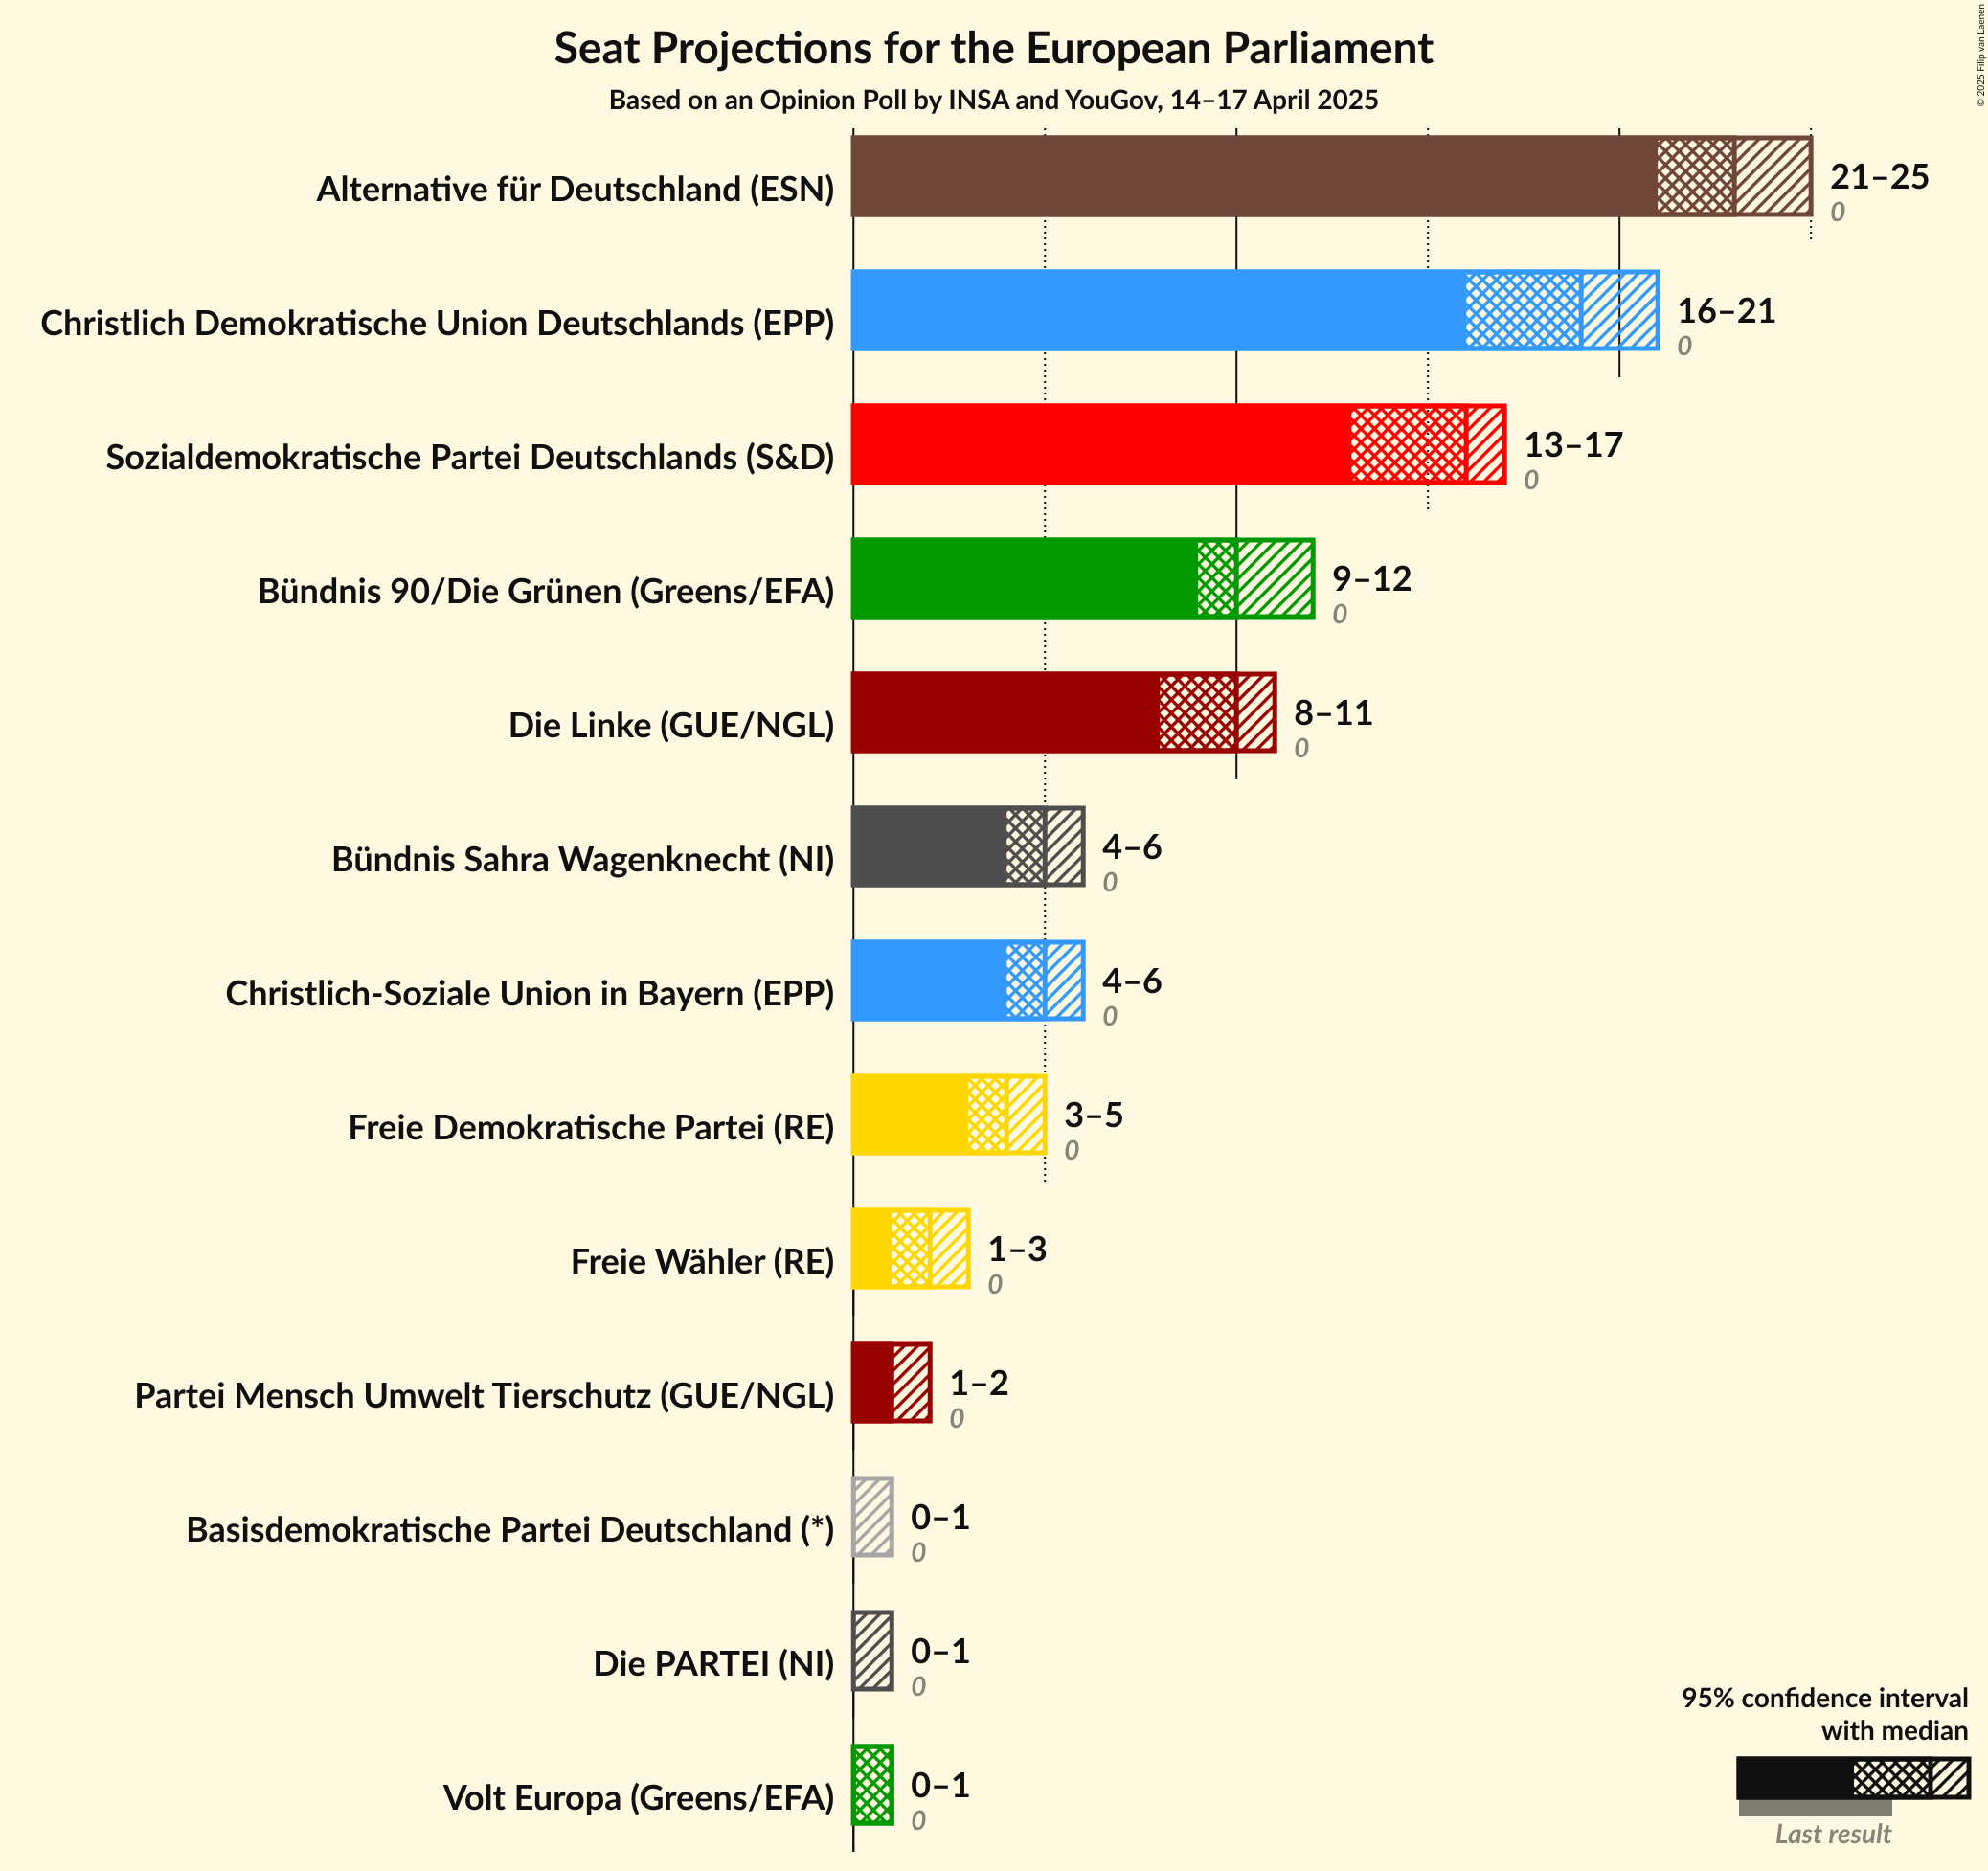 Seat Projections for the European Parliament
Based on an Opinion Poll by INSA and YouGov, 14–17 April 2025
© 2025 Filip van Laenen
Alternative für Deutschland (ESN)
21–25
0
Christlich Demokratische Union Deutschlands (EPP)
16–21
0
Sozialdemokratische Partei Deutschlands (S&D)
13–17
0
Bündnis 90/Die Grünen (Greens/EFA)
9–12
0
Die Linke (GUE/NGL)
8–11
0
Bündnis Sahra Wagenknecht (NI)
4–6
0
Christlich-Soziale Union in Bayern (EPP)
4–6
0
Freie Demokratische Partei (RE)
3–5
0
Freie Wähler (RE)
1–3
0
Partei Mensch Umwelt Tierschutz (GUE/NGL)
1–2
0
Basisdemokratische Partei Deutschland (*)
0–1
0
Die PARTEI (NI)
0–1
0
Volt Europa (Greens/EFA)
0–1
0
95% confidence interval
with median
Last result